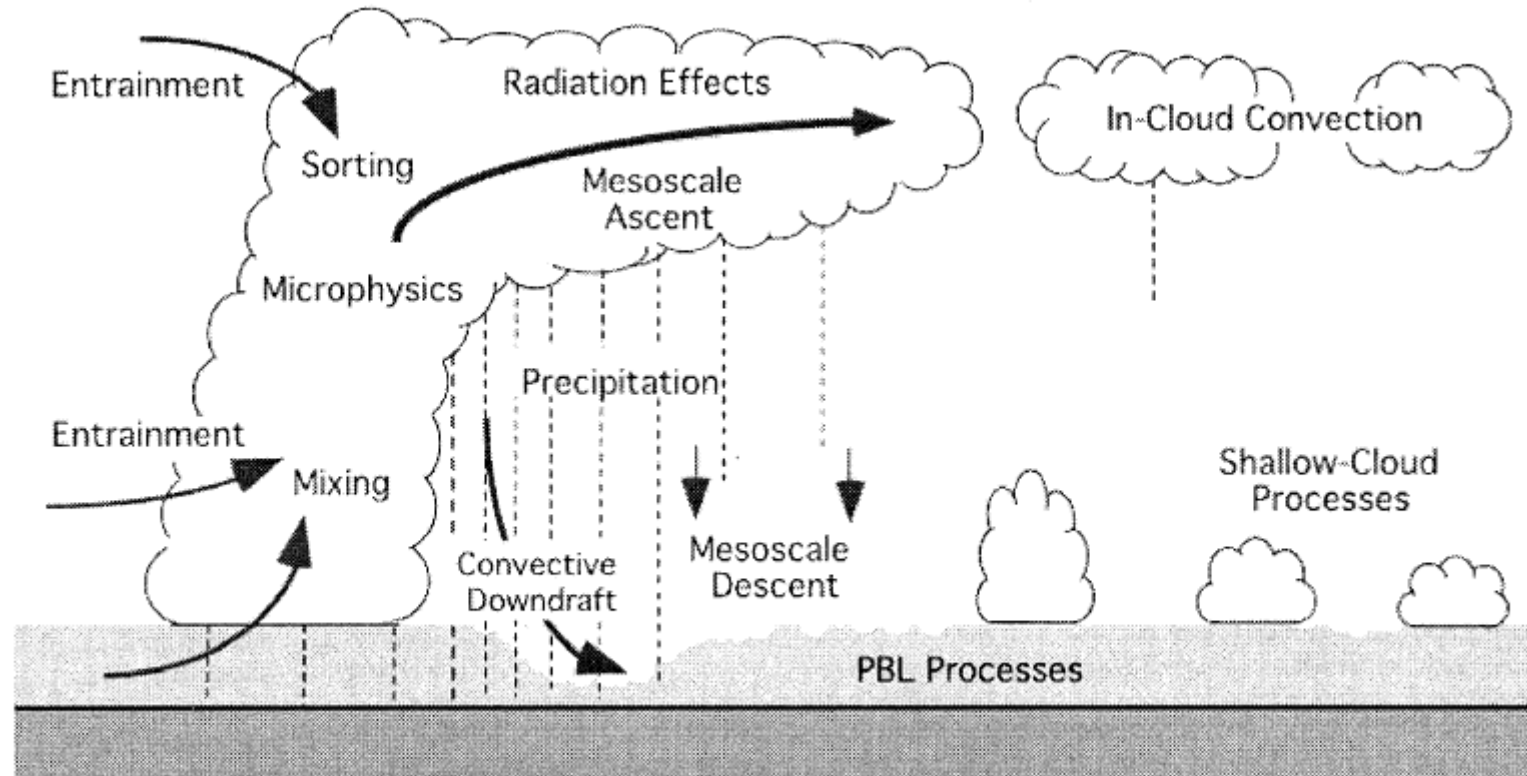 Entrainment
Radiation Effects
In-Cloud Convection
Sorting
Mesoscale
Ascent
Microphysics
Precipitation
Entrainment
Mixing
Shallow-Cloud
Processes
Convective
Downdraft
Mesoscale
Descent
PBL Processes